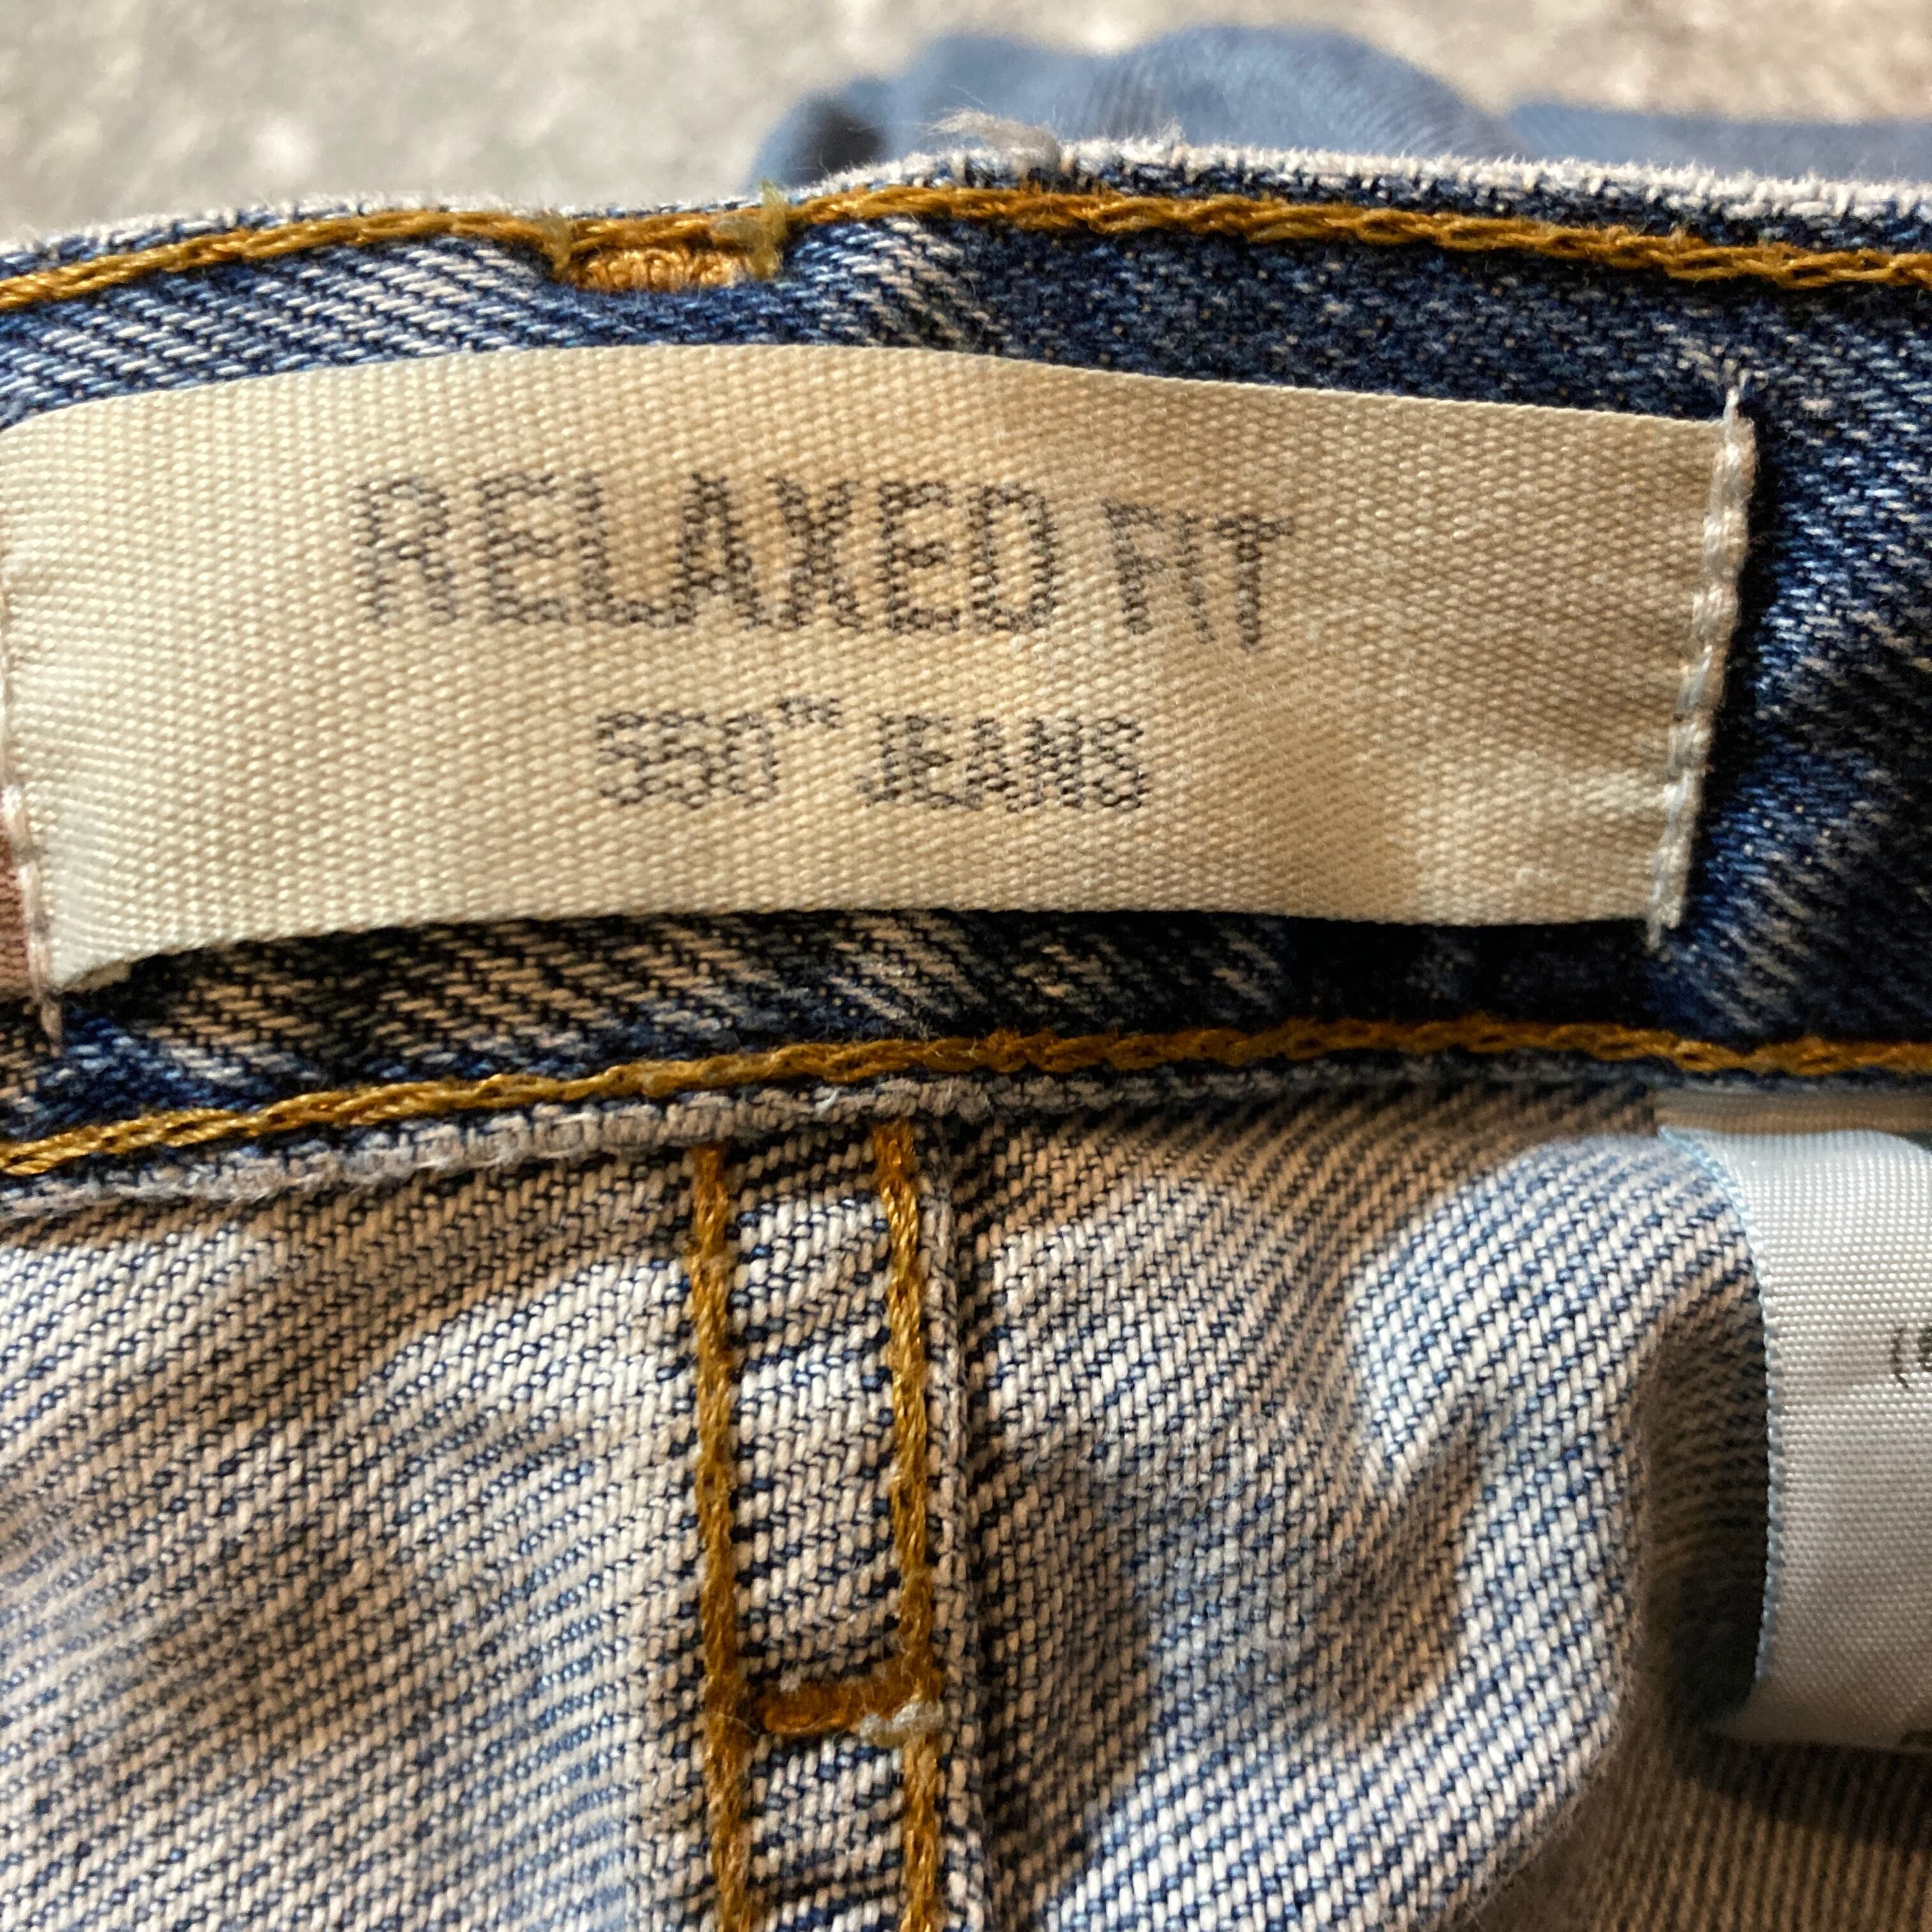 RELAXED FIT
550™ JEANS